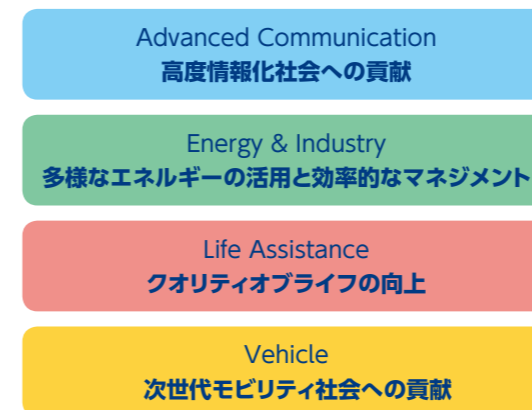 Advanced Communication
高度情報化社会への貢献
Energy & Industry
多様なエネルギーの活用と効率的なマネジメント
Life Assistance
クオリティオブライフの向上
Vehicle
次世代モビリティ社会への貢献